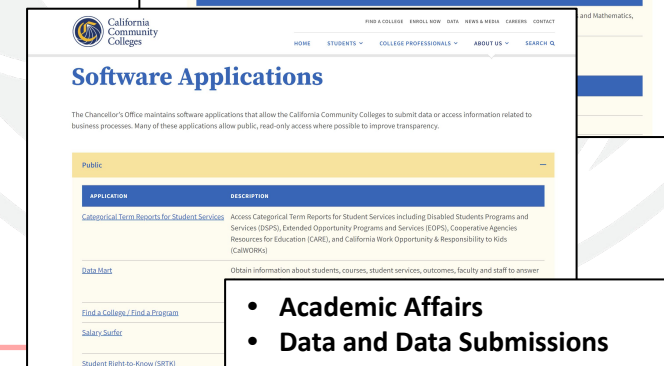 s and Mathematics,
California
Community
Colleges
FIND A COLLEGE ENROLL NOW DATA NEWS & MEDIA CAREERS CONTACT
HOME STUDENTS COLLEGE PROFESSIONALS ABOUT US SEARCH
Software Applications
The Chancellor's Office maintains software applications that allow the California Community Colleges to submit data or access information related to
business processes. Many of these applications allow public, read-only access where possible to improve transparency.
Public
APPLICATION DESCRIPTION
Categorical Term Reports for Student Services Access Categorical Term Reports for Student Services including Disabled Students Programs and
Services (DSPS), Extended Opportunity Programs and Services (EOPS), Cooperative Agencies
Resources for Education (CARE), and California Work Opportunity & Responsibility to Kids
(CalWORKs)
Data Mart Obtain information about students, courses, student services, outcomes, faculty and staff to answer
Find a College / Find a Program
Salary Surfer
Student Right-to-Know (SRTK)
• Academic Affairs
• Data and Data Submissions